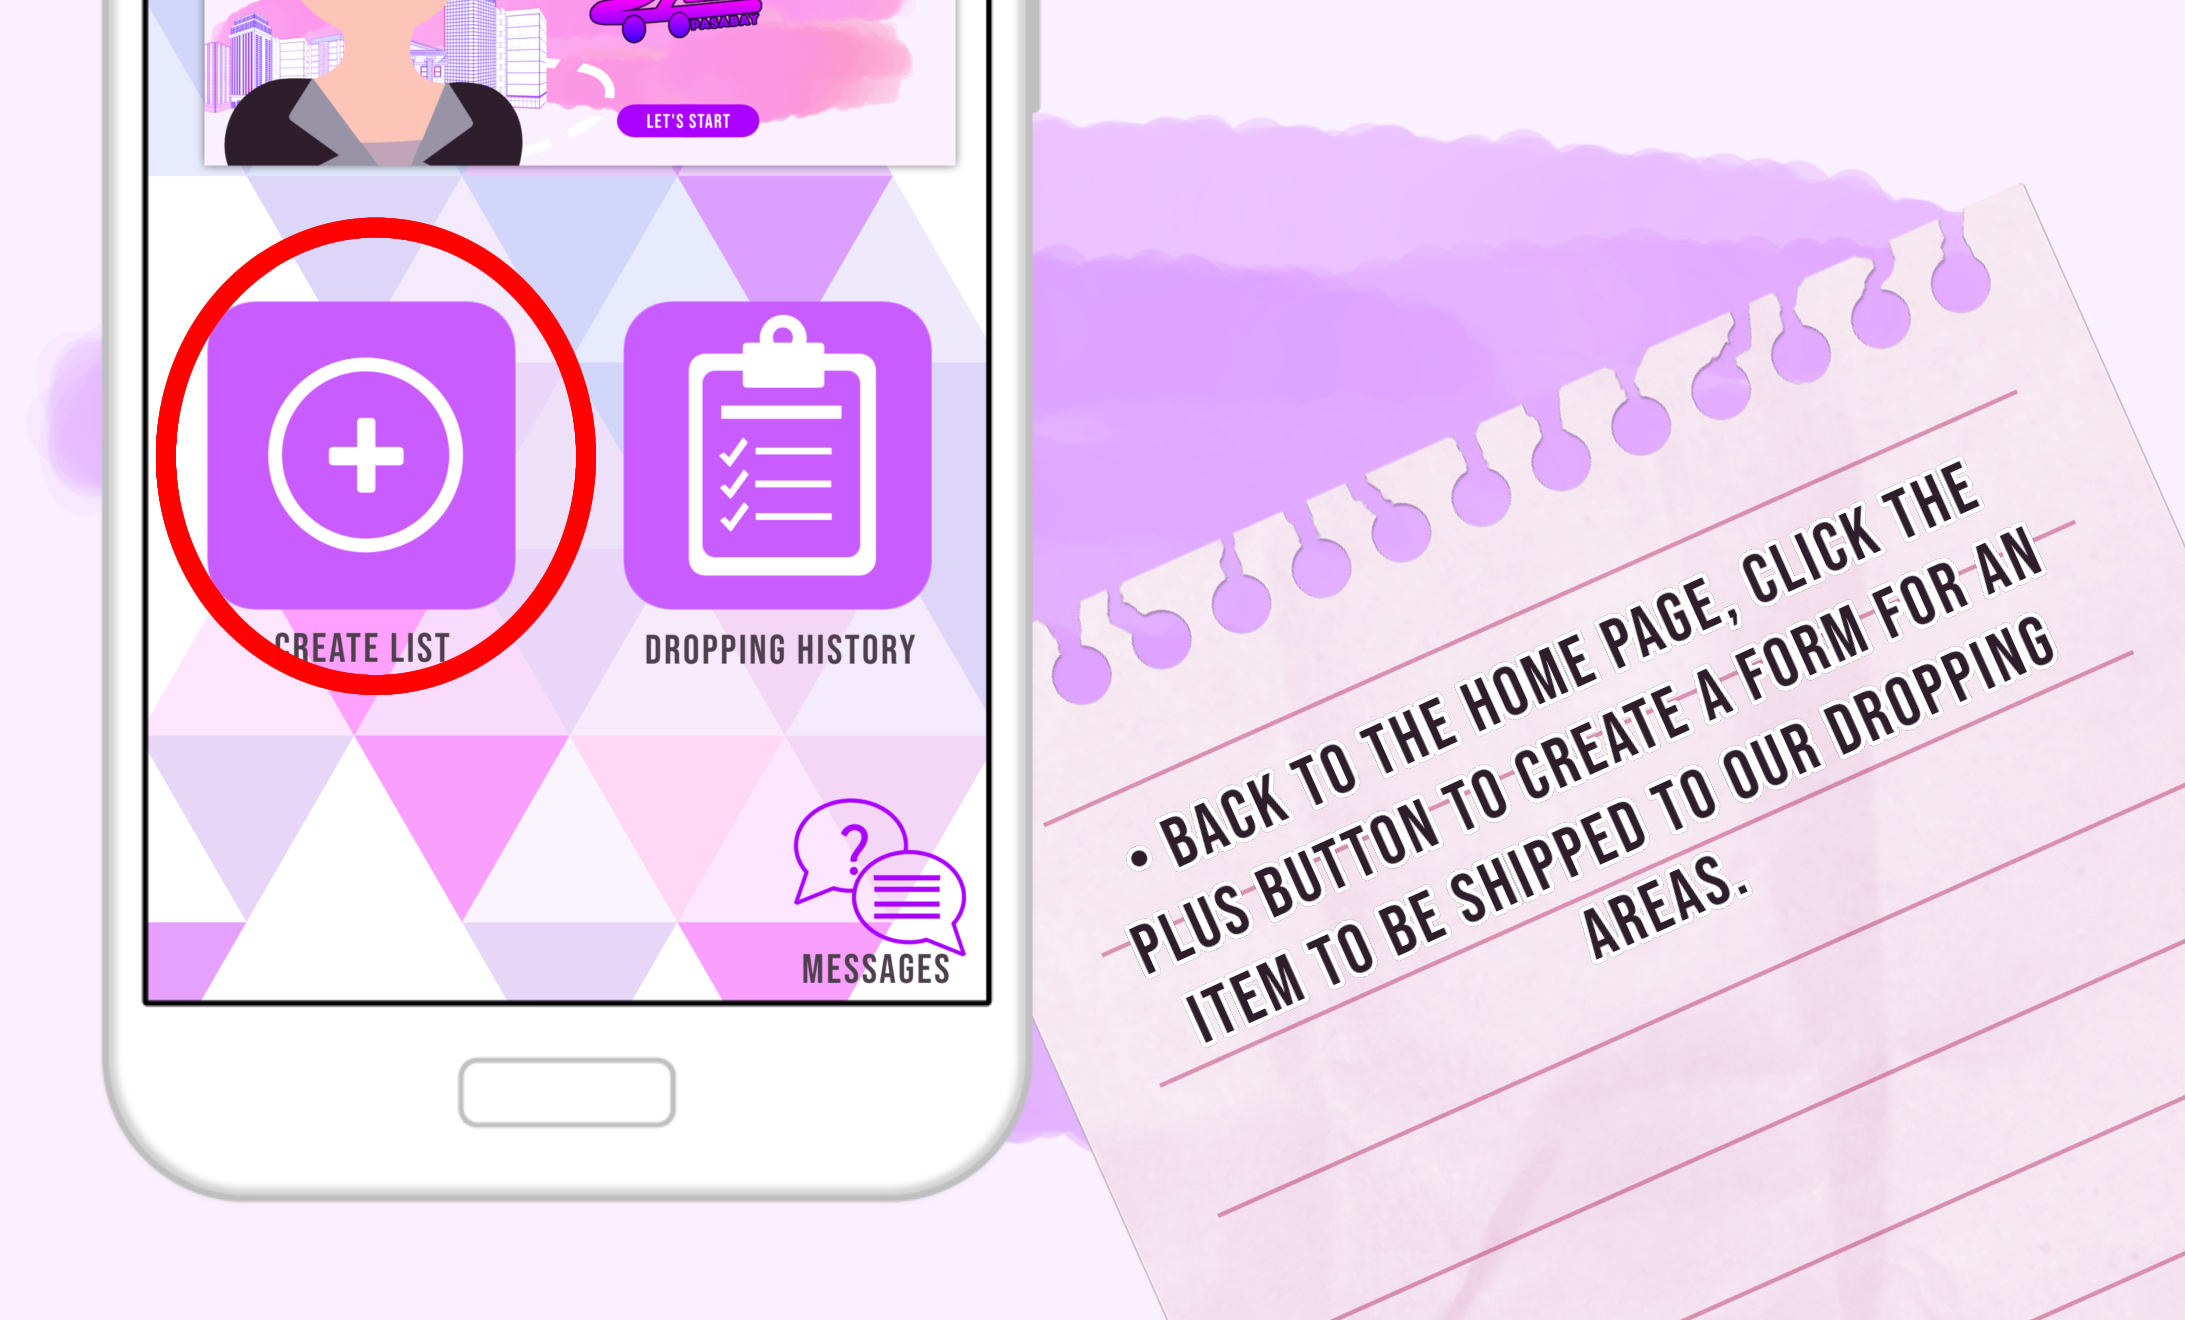 PASABAY
LET'S START
CREATE LIST
DROPPING HISTORY
?
MESSAGES
• BACK TO THE HOME PAGE, CLICK THE
PLUS BUTTON TO CREATE A FORM FOR AN
ITEM TO BE SHIPPED TO OUR DROPPING
AREAS.